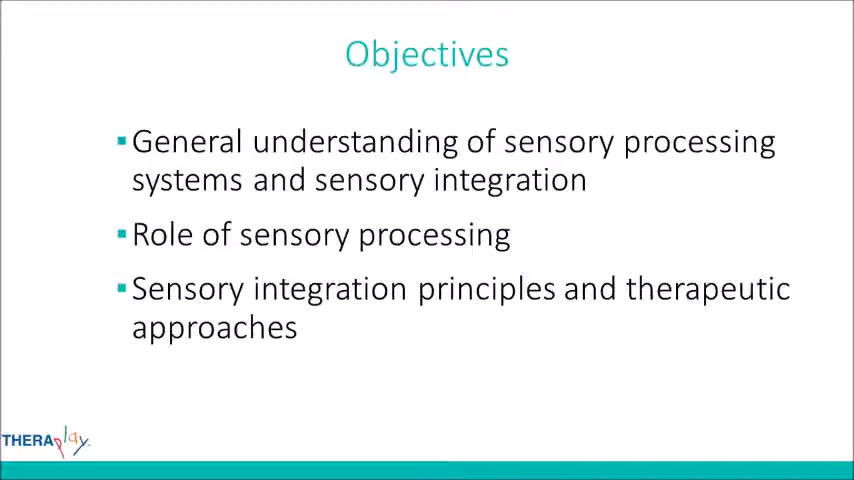 Objectives
▪General understanding of sensory processing
systems and sensory integration
▪Role of sensory processing
▪Sensory integration principles and therapeutic
approaches
THERAplay